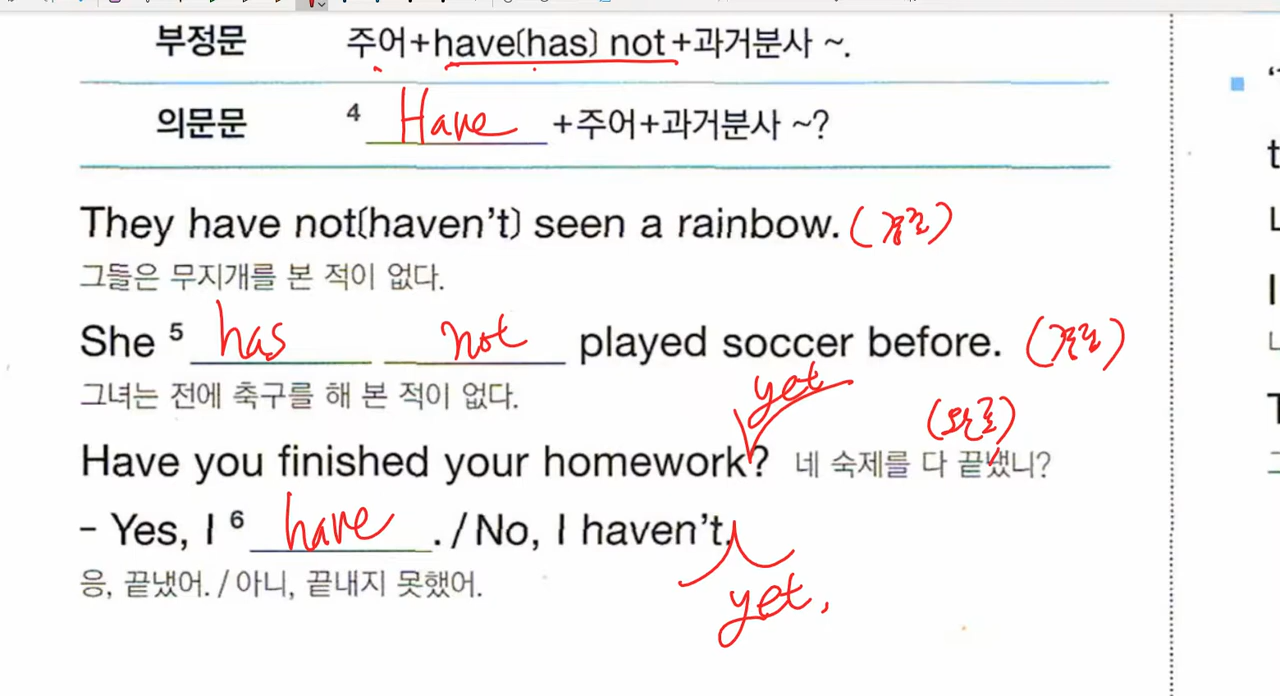 부정문 주어+have(has) not+과거분사 ~.
의문문 4 Have +주어+과거분사 ~?
They have not(haven't) seen a rainbow. (경험)
그들은 무지개를 본 적이 없다.
She 5 has not played soccer before. (경험)
그녀는 전에 축구를 해 본 적이 없다.
yet
(완료)
Have you finished your homework? 네 숙제를 다 끝냈니?
- Yes, I 6 have . / No, I haven't.
응, 끝냈어. / 아니, 끝내지 못했어.
yet,